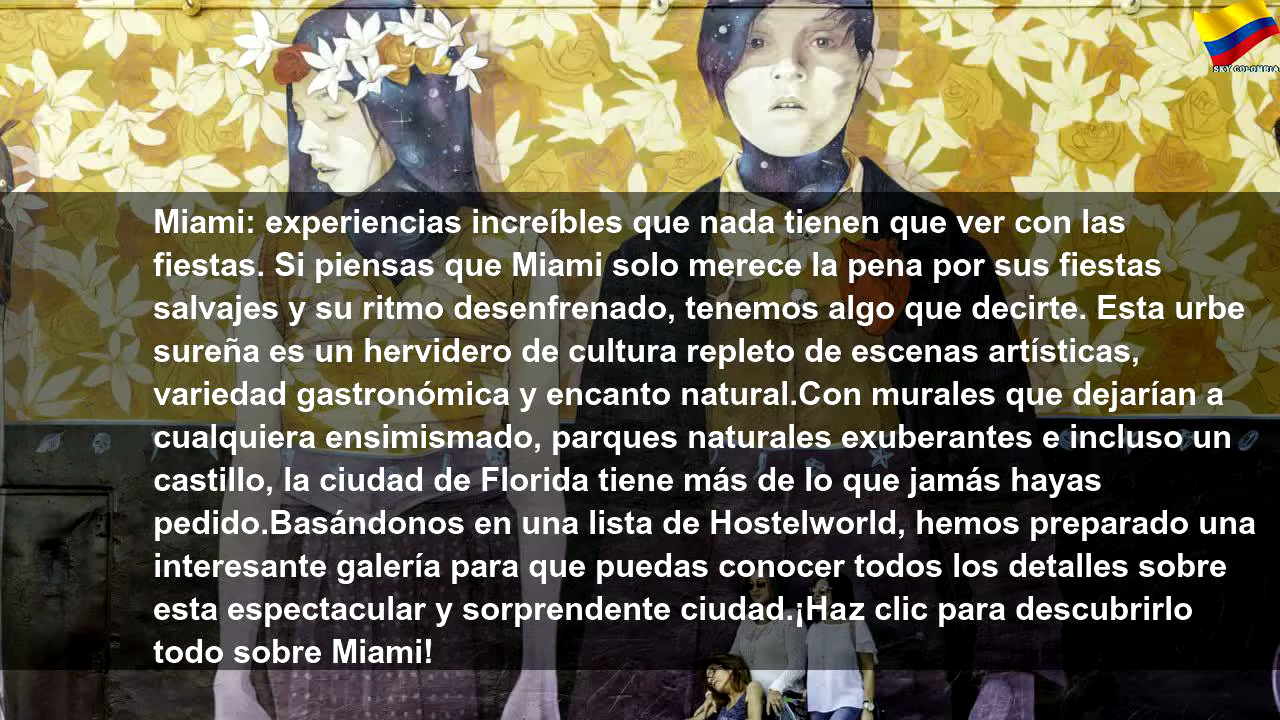 SKY COLOMBIA
Miami: experiencias increíbles que nada tienen que ver con las
fiestas. Si piensas que Miami solo merece la pena por sus fiestas
salvajes y su ritmo desenfrenado, tenemos algo que decirte. Esta urbe
sureña es un hervidero de cultura repleto de escenas artísticas,
variedad gastronómica y encanto natural.Con murales que dejarían a
cualquiera ensimismado, parques naturales exuberantes e incluso un
castillo, la ciudad de Florida tiene más de lo que jamás hayas
pedido.Basándonos en una lista de Hostelworld, hemos preparado una
interesante galería para que puedas conocer todos los detalles sobre
esta espectacular y sorprendente ciudad.¡Haz clic para descubrirlo
todo sobre Miami!